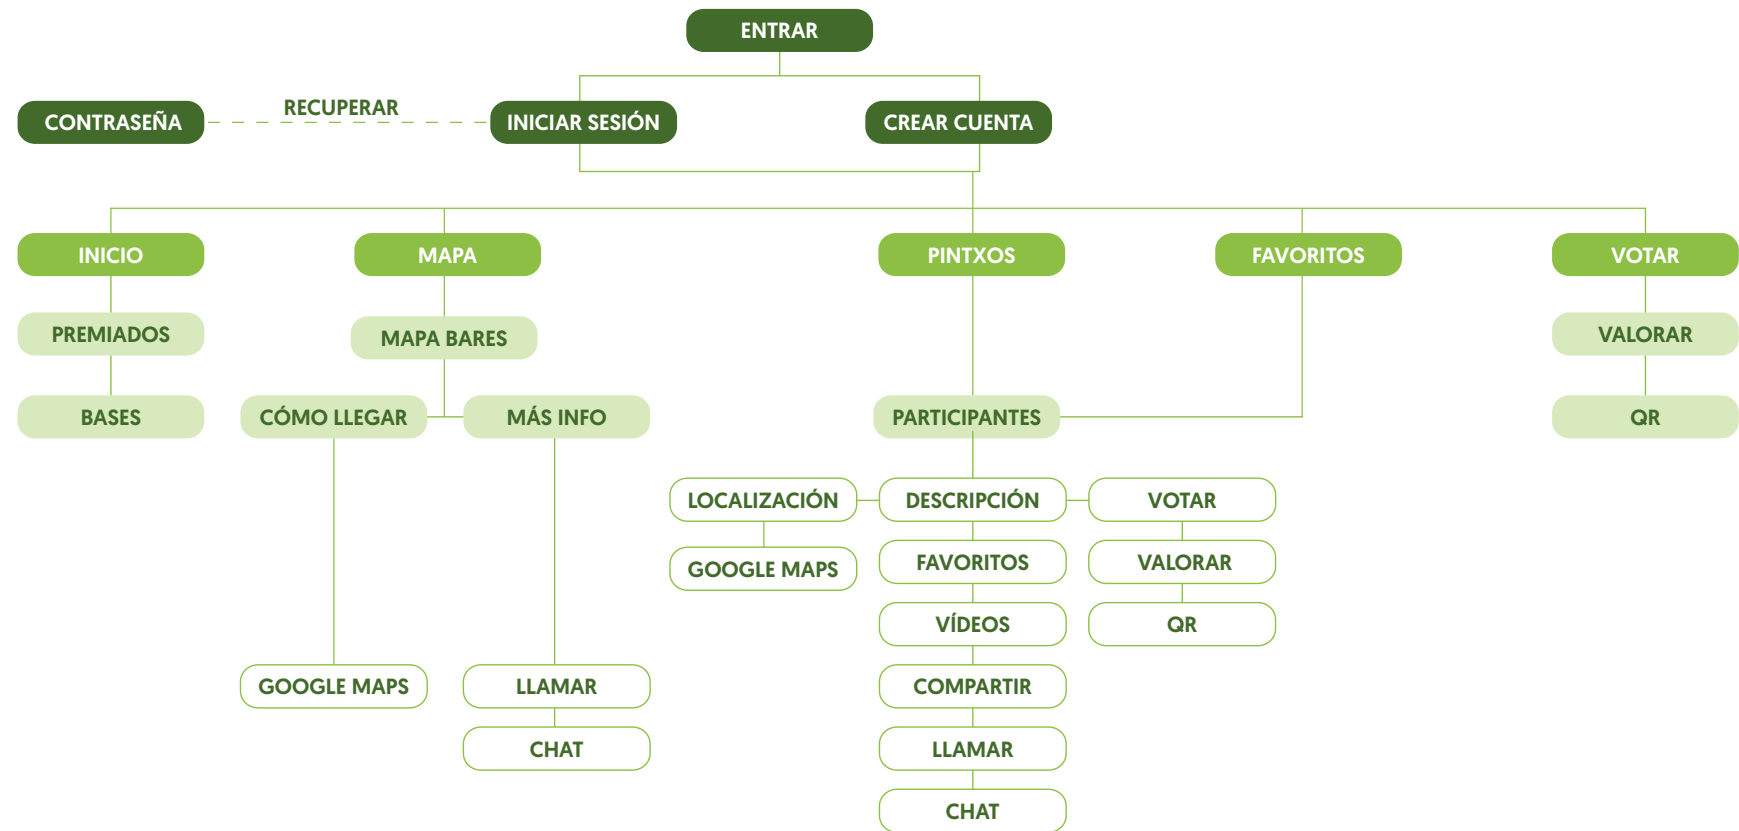 ENTRAR
RECUPERAR
CONTRASEÑA
INICIAR SESIÓN
CREAR CUENTA
INICIO
MAPA
PINTXOS
FAVORITOS
VOTAR
PREMIADOS
MAPA BARES
VALORAR
BASES
CÓMO LLEGAR
MÁS INFO
PARTICIPANTES
QR
LOCALIZACIÓN
DESCRIPCIÓN
VOTAR
GOOGLE MAPS
FAVORITOS
VALORAR
VÍDEOS
QR
GOOGLE MAPS
LLAMAR
COMPARTIR
CHAT
LLAMAR
CHAT